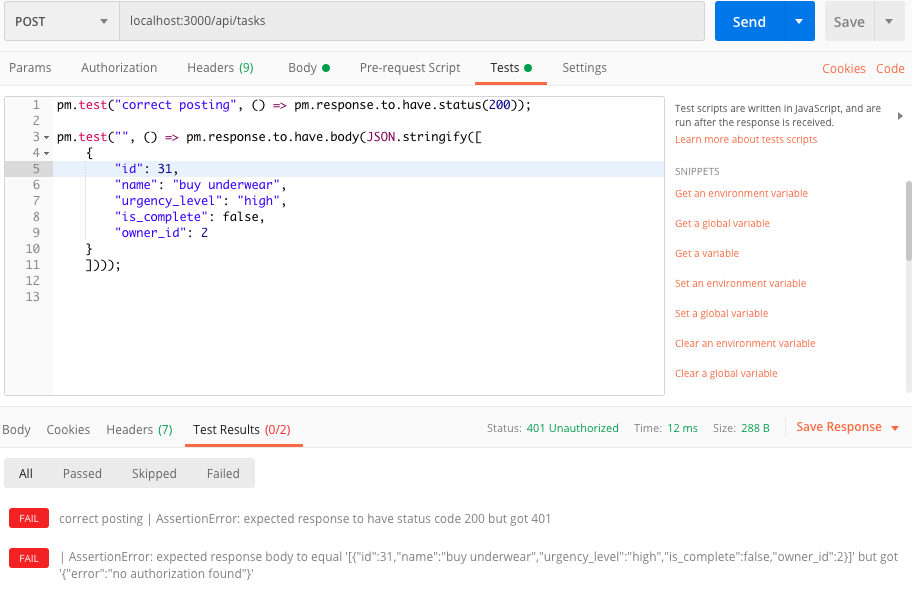 POST localhost:3000/api/tasks Send Save
Params Authorization Headers (9) Body Pre-request Script Tests Settings Cookies Code
1 pm.test("correct posting", () => pm.response.to.have.status(200));
2
3 pm.test("", () => pm.response.to.have.body(JSON.stringify([
4 {
5 "id": 31,
6 "name": "buy underwear",
7 "urgency_level": "high",
8 "is_complete": false,
9 "owner_id": 2
10 }
11 ])));
12
13
Test scripts are written in JavaScript, and are
run after the response is received.
Learn more about tests scripts
SNIPPETS
Get an environment variable
Get a global variable
Get a variable
Set an environment variable
Set a global variable
Clear an environment variable
Clear a global variable
Body Cookies Headers (7) Test Results (0/2) Status: 401 Unauthorized Time: 12 ms Size: 288 B Save Response
All Passed Skipped Failed
FAIL correct posting | AssertionError: expected response to have status code 200 but got 401
FAIL | AssertionError: expected response body to equal '[{"id":31,"name":"buy underwear","urgency_level":"high","is_complete":false,"owner_id":2}]' but got
'{"error":"no authorization found"}'